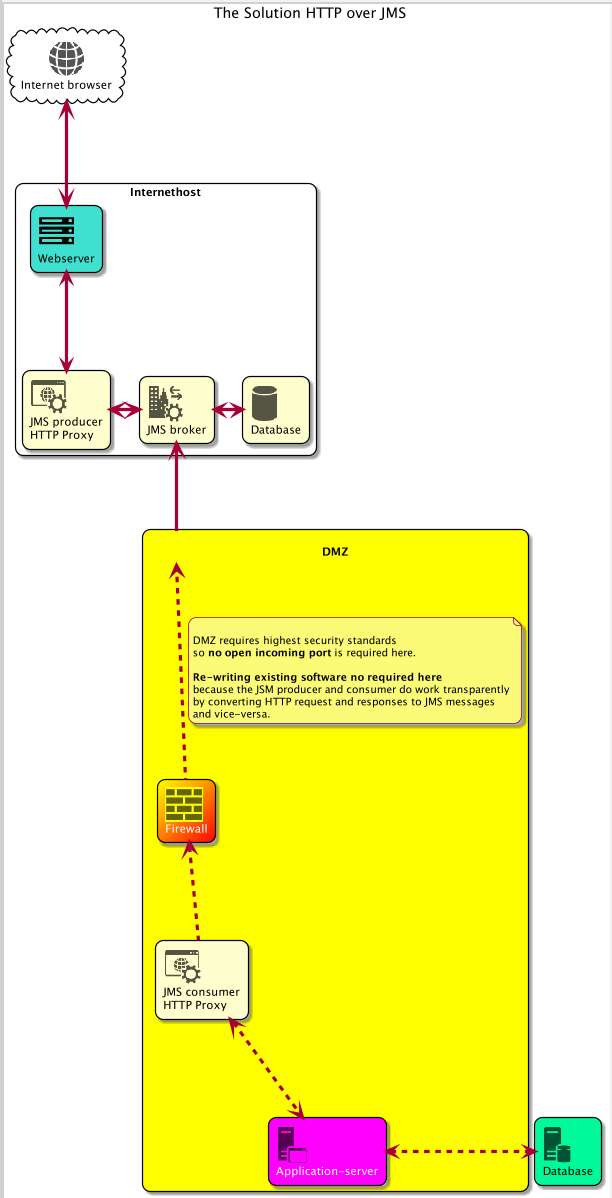 The Solution HTTP over JMS
Internet browser
Internethost
Webserver
JMS producer
HTTP Proxy
JMS broker
Database
DMZ
DMZ requires highest security standards
so no open incoming port is required here.
Re-writing existing software no required here
because the JSM producer and consumer do work transparently
by converting HTTP request and responses to JMS messages
and vice-versa.
Firewall
JMS consumer
HTTP Proxy
Application-server
Database